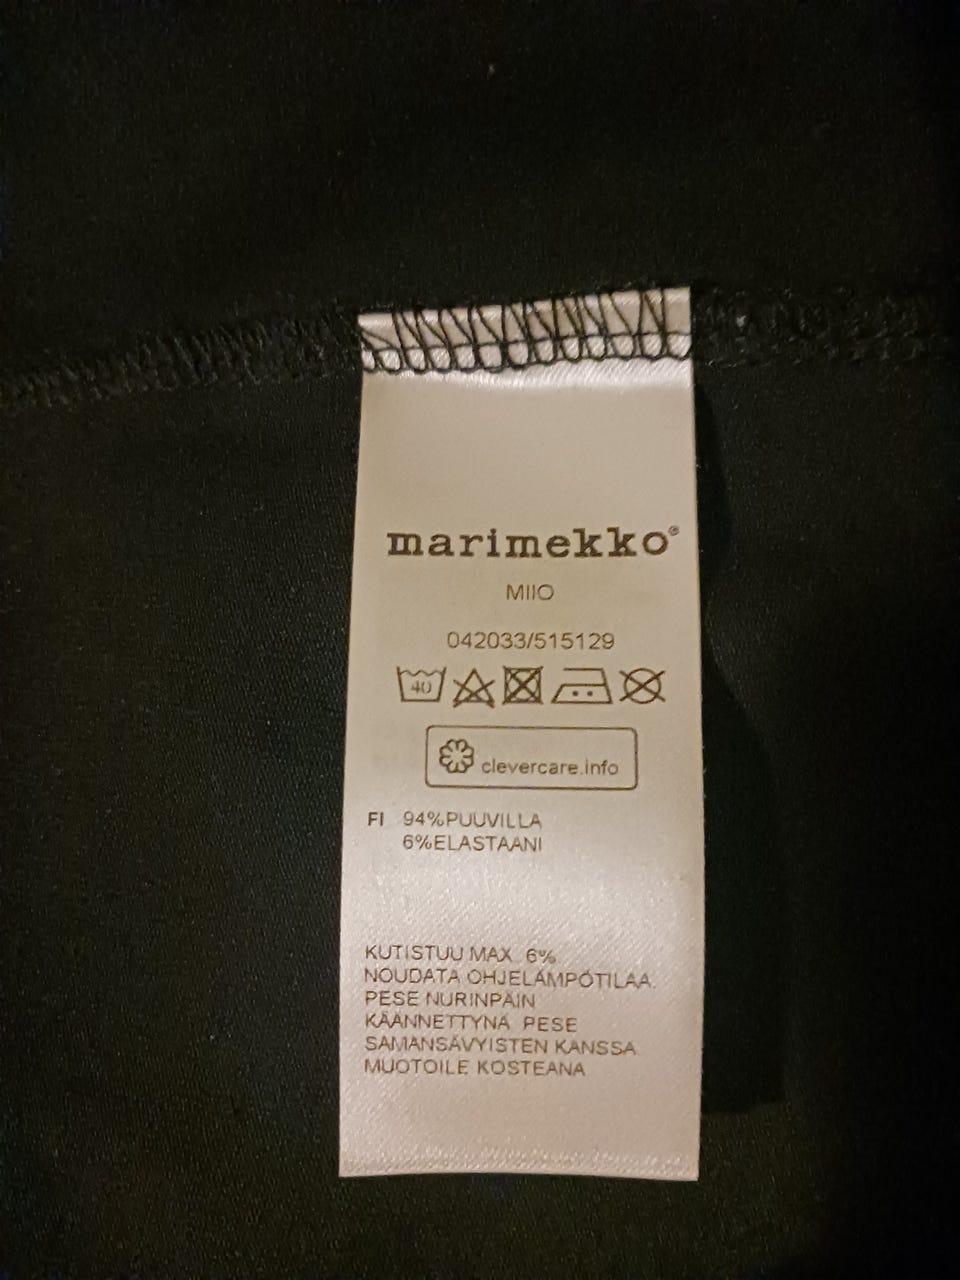 marimekko®
MIIO
042033/515129
40
clevercare.info
FI 94%PUUVILLA
6%ELASTAANI
KUTISTUU MAX. 6%
NOUDATA OHJELÄMPÖTILAA.
PESE NURINPÄIN
KÄÄNNETTYNÄ. PESE
SAMANSÄVYISTEN KANSSA.
MUOTOILE KOSTEANA